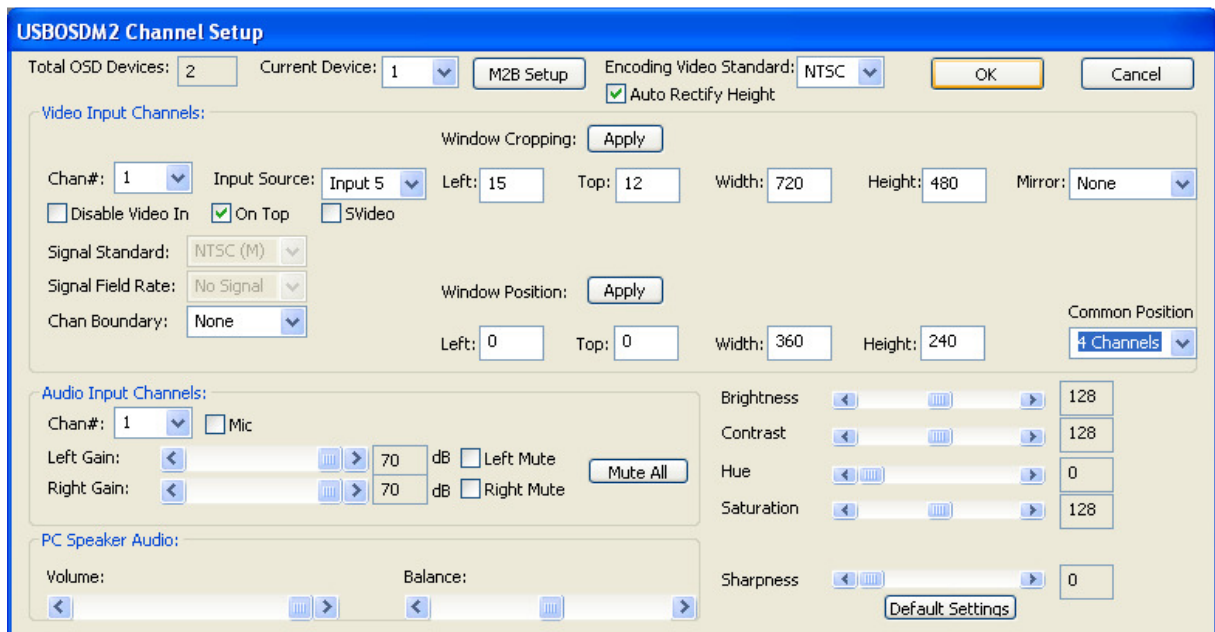 USBOSDM2 Channel Setup
Total OSD Devices: 2 Current Device: 1 M2B Setup Encoding Video Standard: NTSC OK Cancel
Auto Rectify Height
Video Input Channels:
Window Cropping: Apply
Chan#: 1 Input Source: Input 5 Left: 15 Top: 12 Width: 720 Height: 480 Mirror: None
Disable Video In On Top SVideo
Signal Standard: NTSC (M)
Signal Field Rate: No Signal Window Position: Apply
Chan Boundary: None Common Position
Left: 0 Top: 0 Width: 360 Height: 240 4 Channels
Audio Input Channels:
Chan#: 1 Mic
Left Gain: 70 dB Left Mute
Right Gain: 70 dB Right Mute
Mute All
Brightness 128
Contrast 128
Hue 0
Saturation 128
PC Speaker Audio:
Volume: Balance:
Sharpness 0
Default Settings